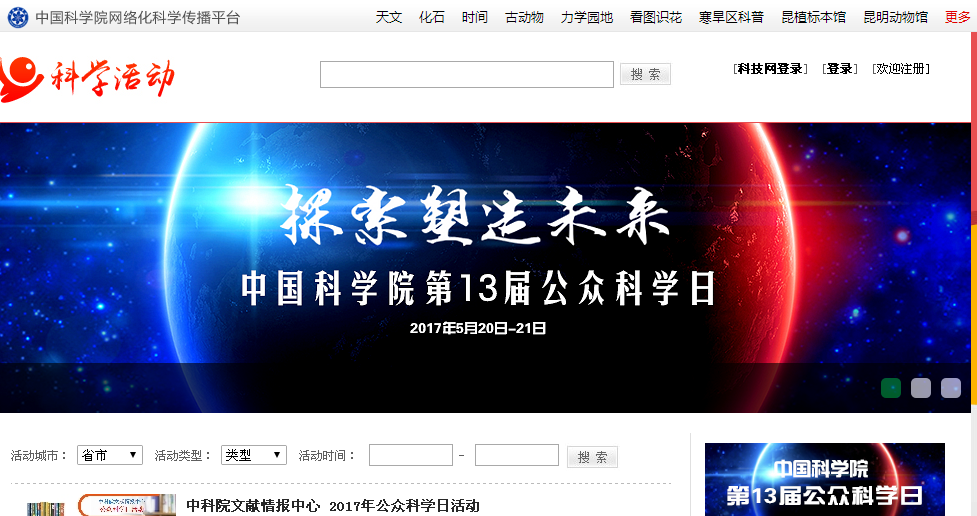 中国科学院网络化科学传播平台
天文 化石 时间 古动物 力学园地 看图识花 寒旱区科普 昆植标本馆 昆明动物馆 更多
科学活动
搜 索
[科技网登录] [登录] [欢迎注册]
探索塑造未来
中国科学院第13届公众科学日
2017年5月20日-21日
活动城市： 省市 活动类型： 类型 活动时间： - 搜 索
中国科学院
第13届公众科学日
中科院文献情报中心 2017年公众科学日活动